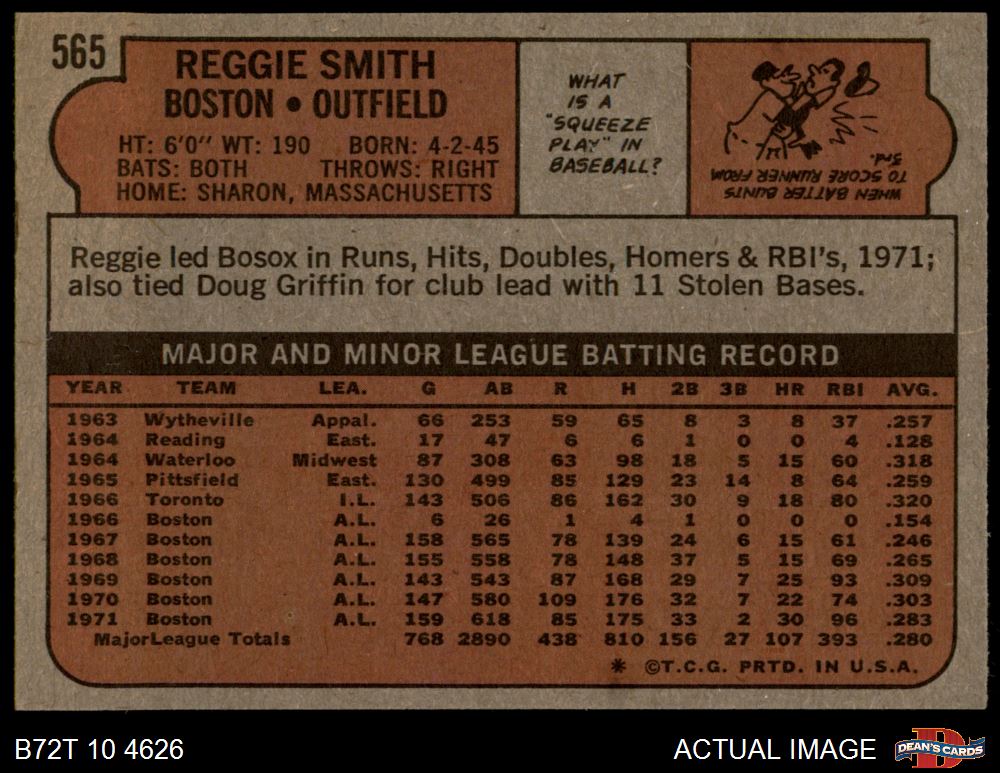 565
REGGIE SMITH
BOSTON • OUTFIELD
HT: 6'0" WT: 190 BORN: 4-2-45
BATS: BOTH THROWS: RIGHT
HOME: SHARON, MASSACHUSETTS
WHAT
IS A
"SQUEEZE
PLAY" IN
BASEBALL?
WHEN BATTER BUNTS
TO SCORE RUNNER FROM
3rd.
Reggie led Bosox in Runs, Hits, Doubles, Homers & RBI's, 1971;
also tied Doug Griffin for club lead with 11 Stolen Bases.
MAJOR AND MINOR LEAGUE BATTING RECORD
YEAR TEAM LEA. G AB R H 2B 3B HR RBI AVG.
1963 Wytheville Appal. 66 253 59 65 8 3 8 37 .257
1964 Reading East. 17 47 6 6 1 0 0 4 .128
1964 Waterloo Midwest 87 308 63 98 18 5 15 60 .318
1965 Pittsfield East. 130 499 85 129 23 14 8 64 .259
1966 Toronto I.L. 143 506 86 162 30 9 18 80 .320
1966 Boston A.L. 6 26 1 4 1 0 0 0 .154
1967 Boston A.L. 158 565 78 139 24 6 15 61 .246
1968 Boston A.L. 155 558 78 148 37 5 15 69 .265
1969 Boston A.L. 143 543 87 168 29 7 25 93 .309
1970 Boston A.L. 147 580 109 176 32 7 22 74 .303
1971 Boston A.L. 159 618 85 175 33 2 30 96 .283
MajorLeague Totals 768 2890 438 810 156 27 107 393 .280
* ©T.C.G. PRTD. IN U.S.A.
B72T 10 4626
ACTUAL IMAGE
DEAN'S CARDS